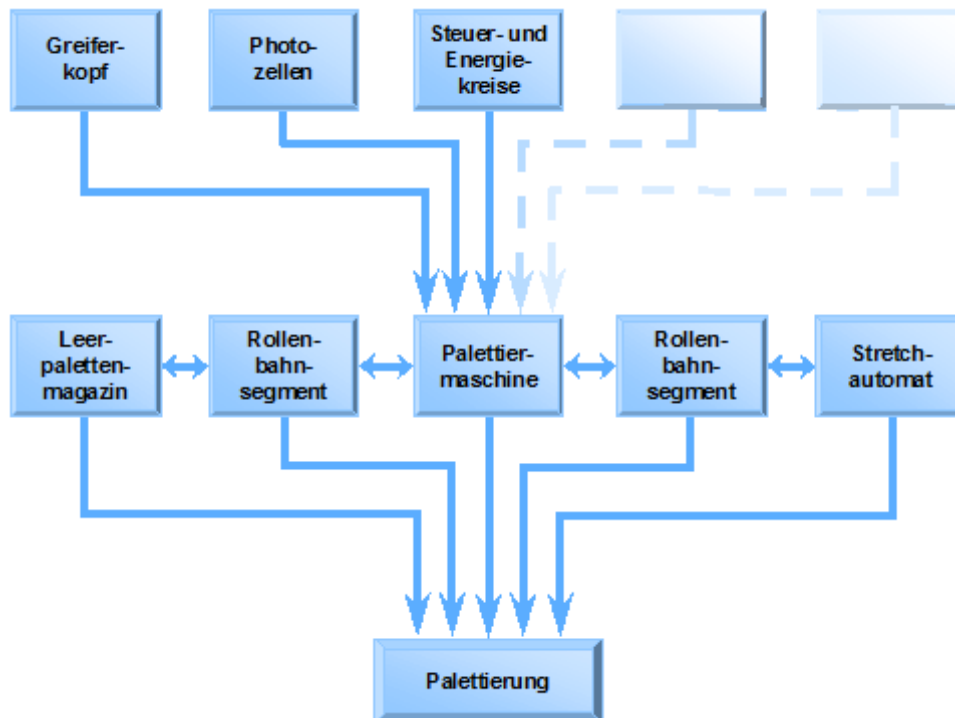 Greifer-
kopf
Photo-
zellen
Steuer- und
Energie-
kreise
Leer-
paletten-
magazin
Rollen-
bahn-
segment
Palettier-
maschine
Rollen-
bahn-
segment
Stretch-
automat
Palettierung